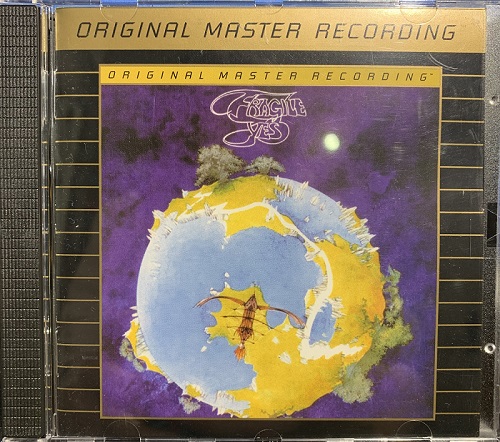 ORIGINAL MASTER RECORDING
ORIGINAL MASTER RECORDING™
FRAGILE
YES